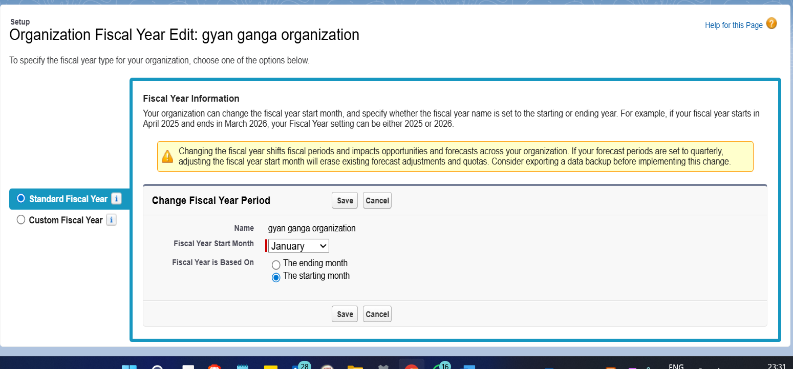 Setup
Organization Fiscal Year Edit: gyan ganga organization
Help for this Page
To specify the fiscal year type for your organization, choose one of the options below.
Fiscal Year Information
Your organization can change the fiscal year start month, and specify whether the fiscal year name is set to the starting or ending year. For example, if your fiscal year starts in
April 2025 and ends in March 2026, your Fiscal Year setting can be either 2025 or 2026.
Changing the fiscal year shifts fiscal periods and impacts opportunities and forecasts across your organization. If your forecast periods are set to quarterly,
adjusting the fiscal year start month will erase existing forecast adjustments and quotas. Consider exporting a data backup before implementing this change.
Standard Fiscal Year i
Custom Fiscal Year i
Change Fiscal Year Period
Save Cancel
Name gyan ganga organization
Fiscal Year Start Month January
Fiscal Year is Based On The ending month
The starting month
Save Cancel
28 16 ENG 23:31